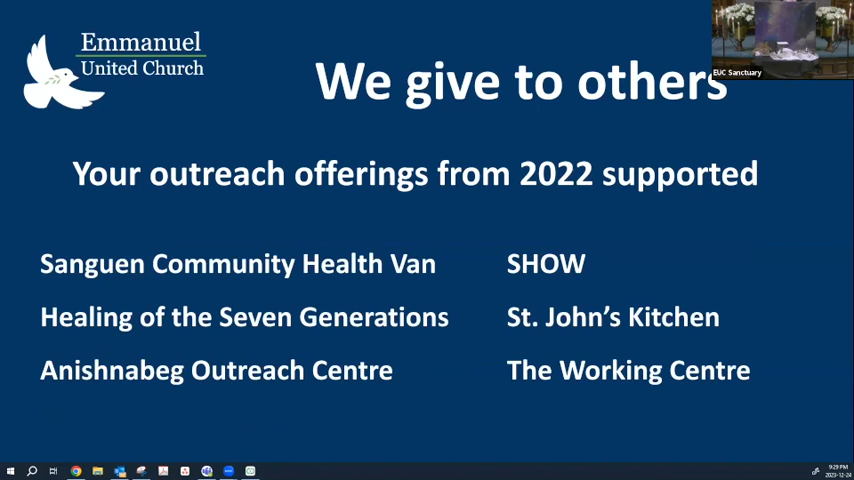 Emmanuel
United Church
We give to others
EUC Sanctuary
Your outreach offerings from 2022 supported
Sanguen Community Health Van
SHOW
Healing of the Seven Generations
St. John's Kitchen
Anishnabeg Outreach Centre
The Working Centre
9:29 PM
2023-12-24